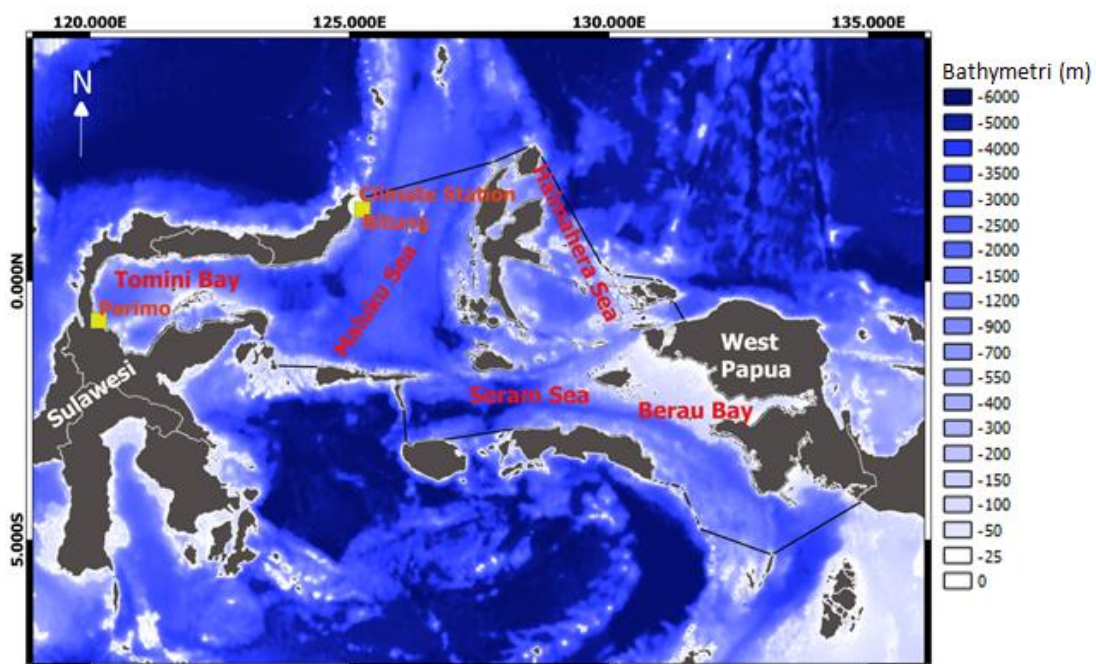 120.000E 125.000E 130.000E 135.000E
Bathymetri (m)
N
-6000
-5000
-4000
-3500
-3000
-2500
-2000
-1500
-1200
-900
-700
-550
-400
-300
-200
-150
-100
-50
-25
0
Climate Station
Bitung
Halmahera Sea
0.000N
Tomini Bay
Maluku Sea
Parimo
West
Papua
Sulawesi
Seram Sea
Berau Bay
5.000S